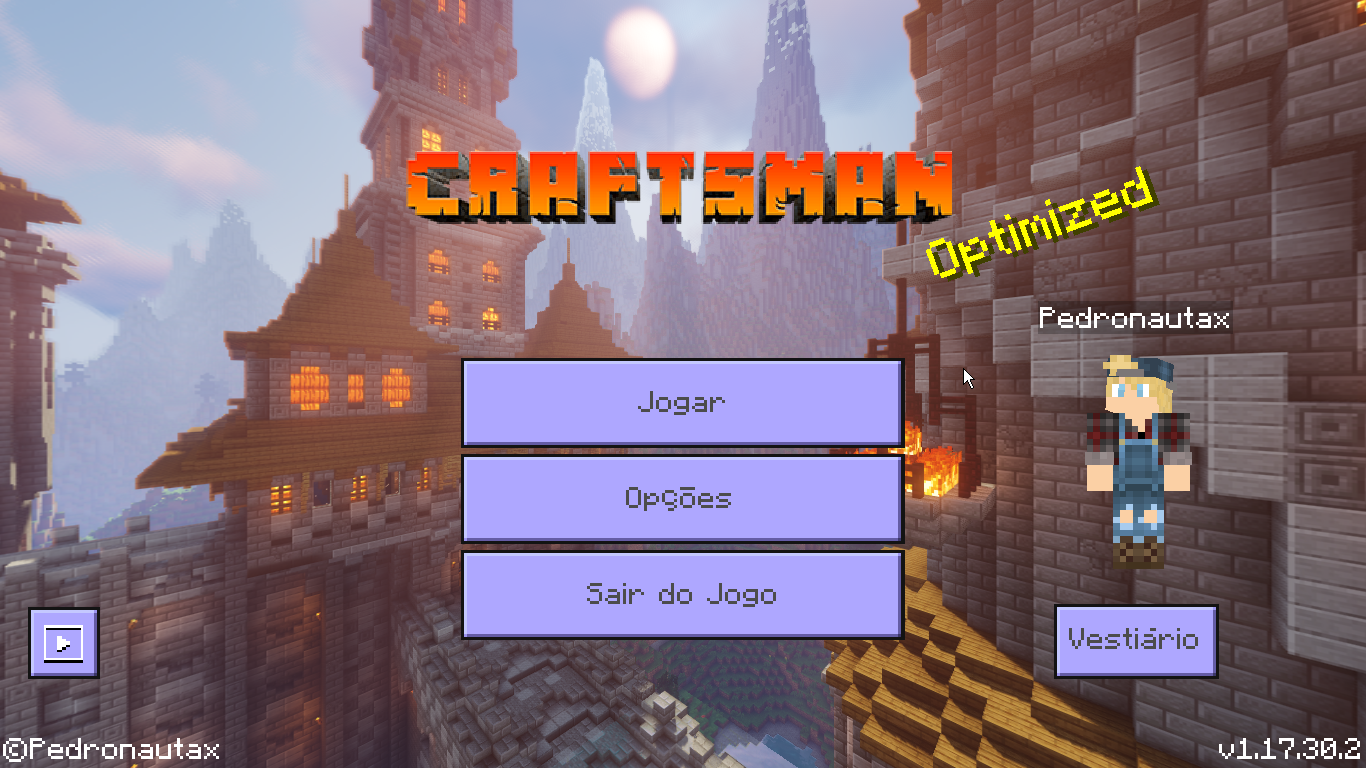 CRAFTSMAN
Optimized
Pedronautax
Jogar
Opções
Sair do Jogo
Vestiário
©Pedronautax
v1.17.30.2